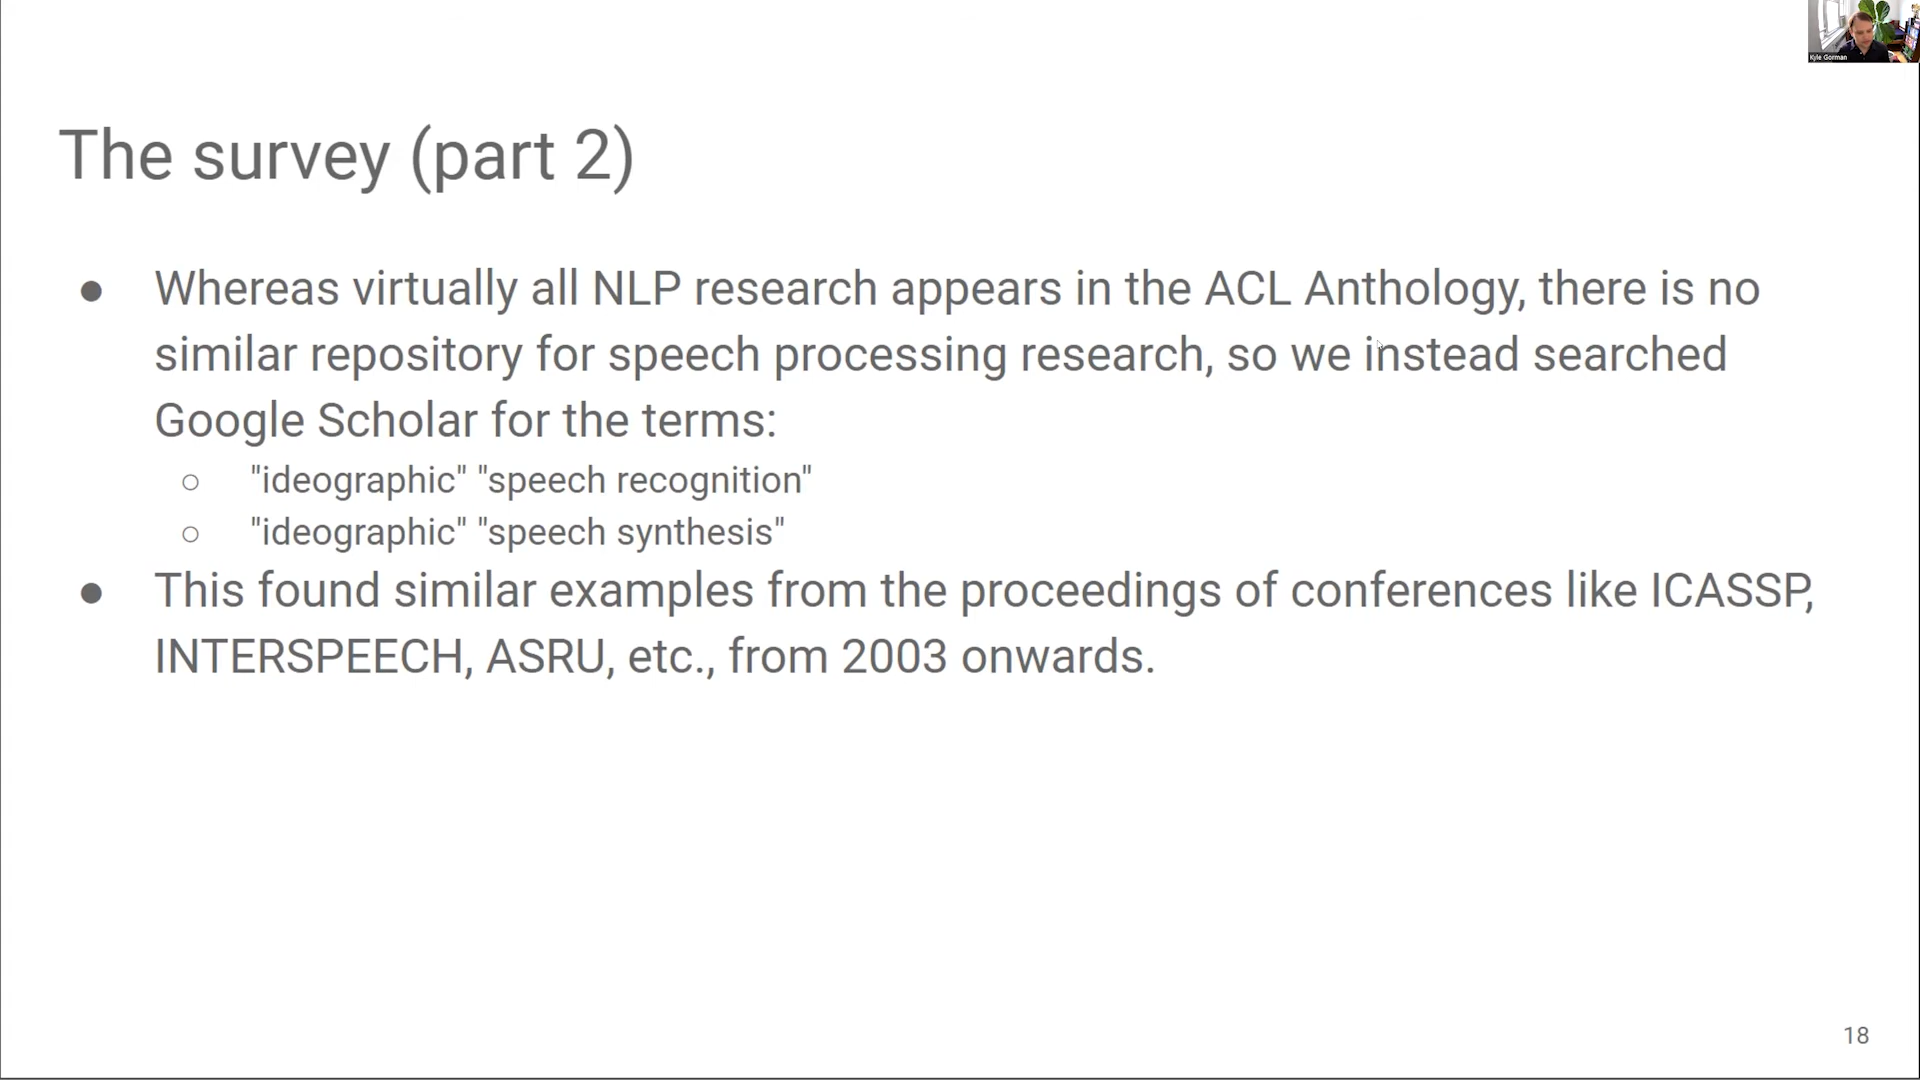 Kyle Gorman
The survey (part 2)
● Whereas virtually all NLP research appears in the ACL Anthology, there is no
similar repository for speech processing research, so we instead searched
Google Scholar for the terms:
○ "ideographic" "speech recognition"
○ "ideographic" "speech synthesis"
● This found similar examples from the proceedings of conferences like ICASSP,
INTERSPEECH, ASRU, etc., from 2003 onwards.
18